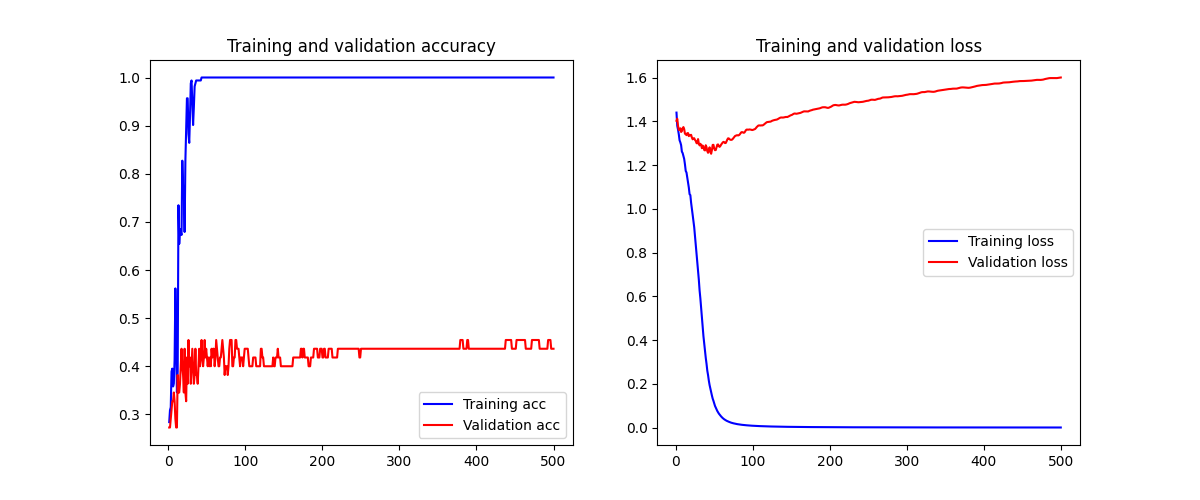 Training and validation accuracy
1.0
0.9
0.8
0.7
0.6
0.5
0.4
0.3
0 100 200 300 400 500
Training acc
Validation acc
Training and validation loss
1.6
1.4
1.2
1.0
0.8
0.6
0.4
0.2
0.0
0 100 200 300 400 500
Training loss
Validation loss